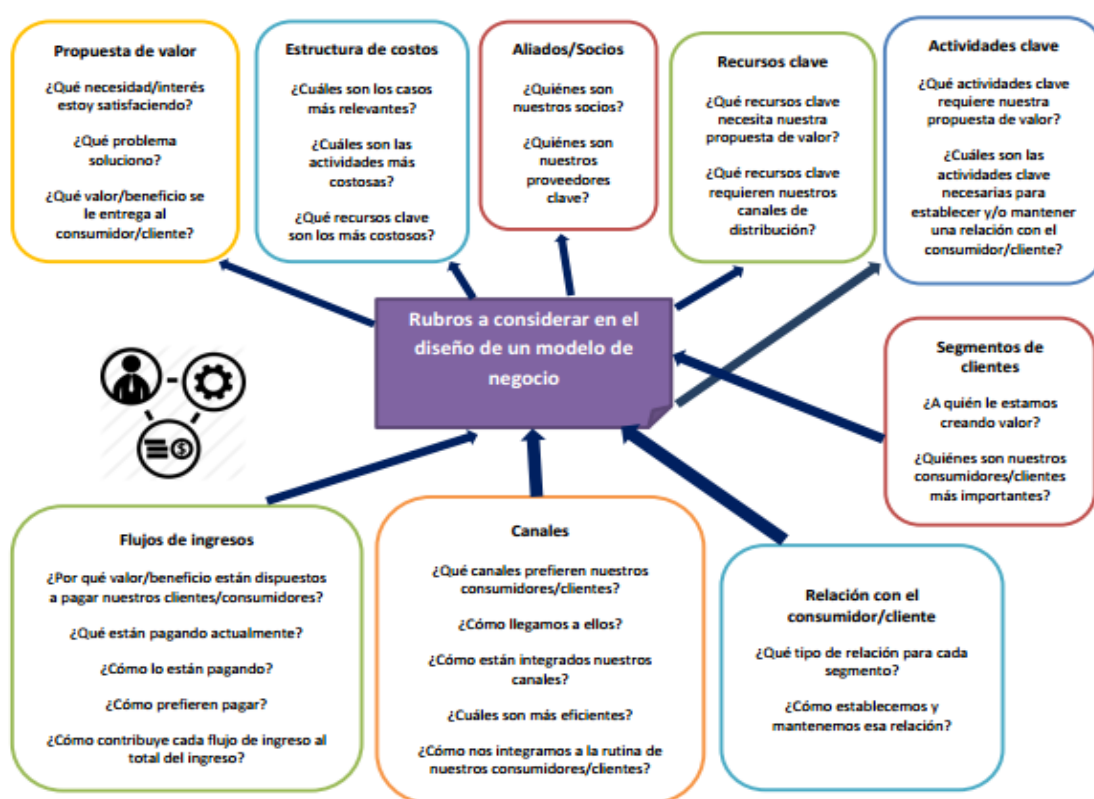 Propuesta de valor
¿Qué necesidad/interés
estoy satisfaciendo?
¿Qué problema
soluciono?
¿Qué valor/beneficio se
le entrega al
consumidor/cliente?
Estructura de costos
¿Cuáles son los casos
más relevantes?
¿Cuáles son las
actividades más
costosas?
¿Qué recursos clave
son los más costosos?
Aliados/Socios
¿Quiénes son
nuestros socios?
¿Quiénes son
nuestros
proveedores
clave?
Recursos clave
¿Qué recursos clave
necesita nuestra
propuesta de valor?
¿Qué recursos clave
requieren nuestros
canales de
distribución?
Actividades clave
¿Qué actividades clave
requiere nuestra
propuesta de valor?
¿Cuáles son las
actividades clave
necesarias para
establecer y/o mantener
una relación con el
consumidor/cliente?
Rubros a considerar en el
diseño de un modelo de
negocio
Segmentos de
clientes
¿A quién le estamos
creando valor?
¿Quiénes son nuestros
consumidores/clientes
más importantes?
Flujos de ingresos
¿Por qué valor/beneficio están dispuestos
a pagar nuestros clientes/consumidores?
¿Qué están pagando actualmente?
¿Cómo lo están pagando?
¿Cómo prefieren pagar?
¿Cómo contribuye cada flujo de ingreso al
total del ingreso?
Canales
¿Qué canales prefieren nuestros
consumidores/clientes?
¿Cómo llegamos a ellos?
¿Cómo están integrados nuestros
canales?
¿Cuáles son más eficientes?
¿Cómo nos integramos a la rutina de
nuestros consumidores/clientes?
Relación con el
consumidor/cliente
¿Qué tipo de relación para cada
segmento?
¿Cómo establecemos y
mantenemos esa relación?